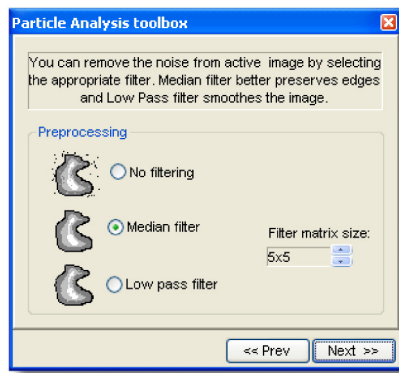 Particle Analysis toolbox
You can remove the noise from active image by selecting
the appropriate filter. Median filter better preserves edges
and Low Pass filter smoothes the image.
Preprocessing
No filtering
Median filter
Filter matrix size:
5x5
Low pass filter
<< Prev
Next >>